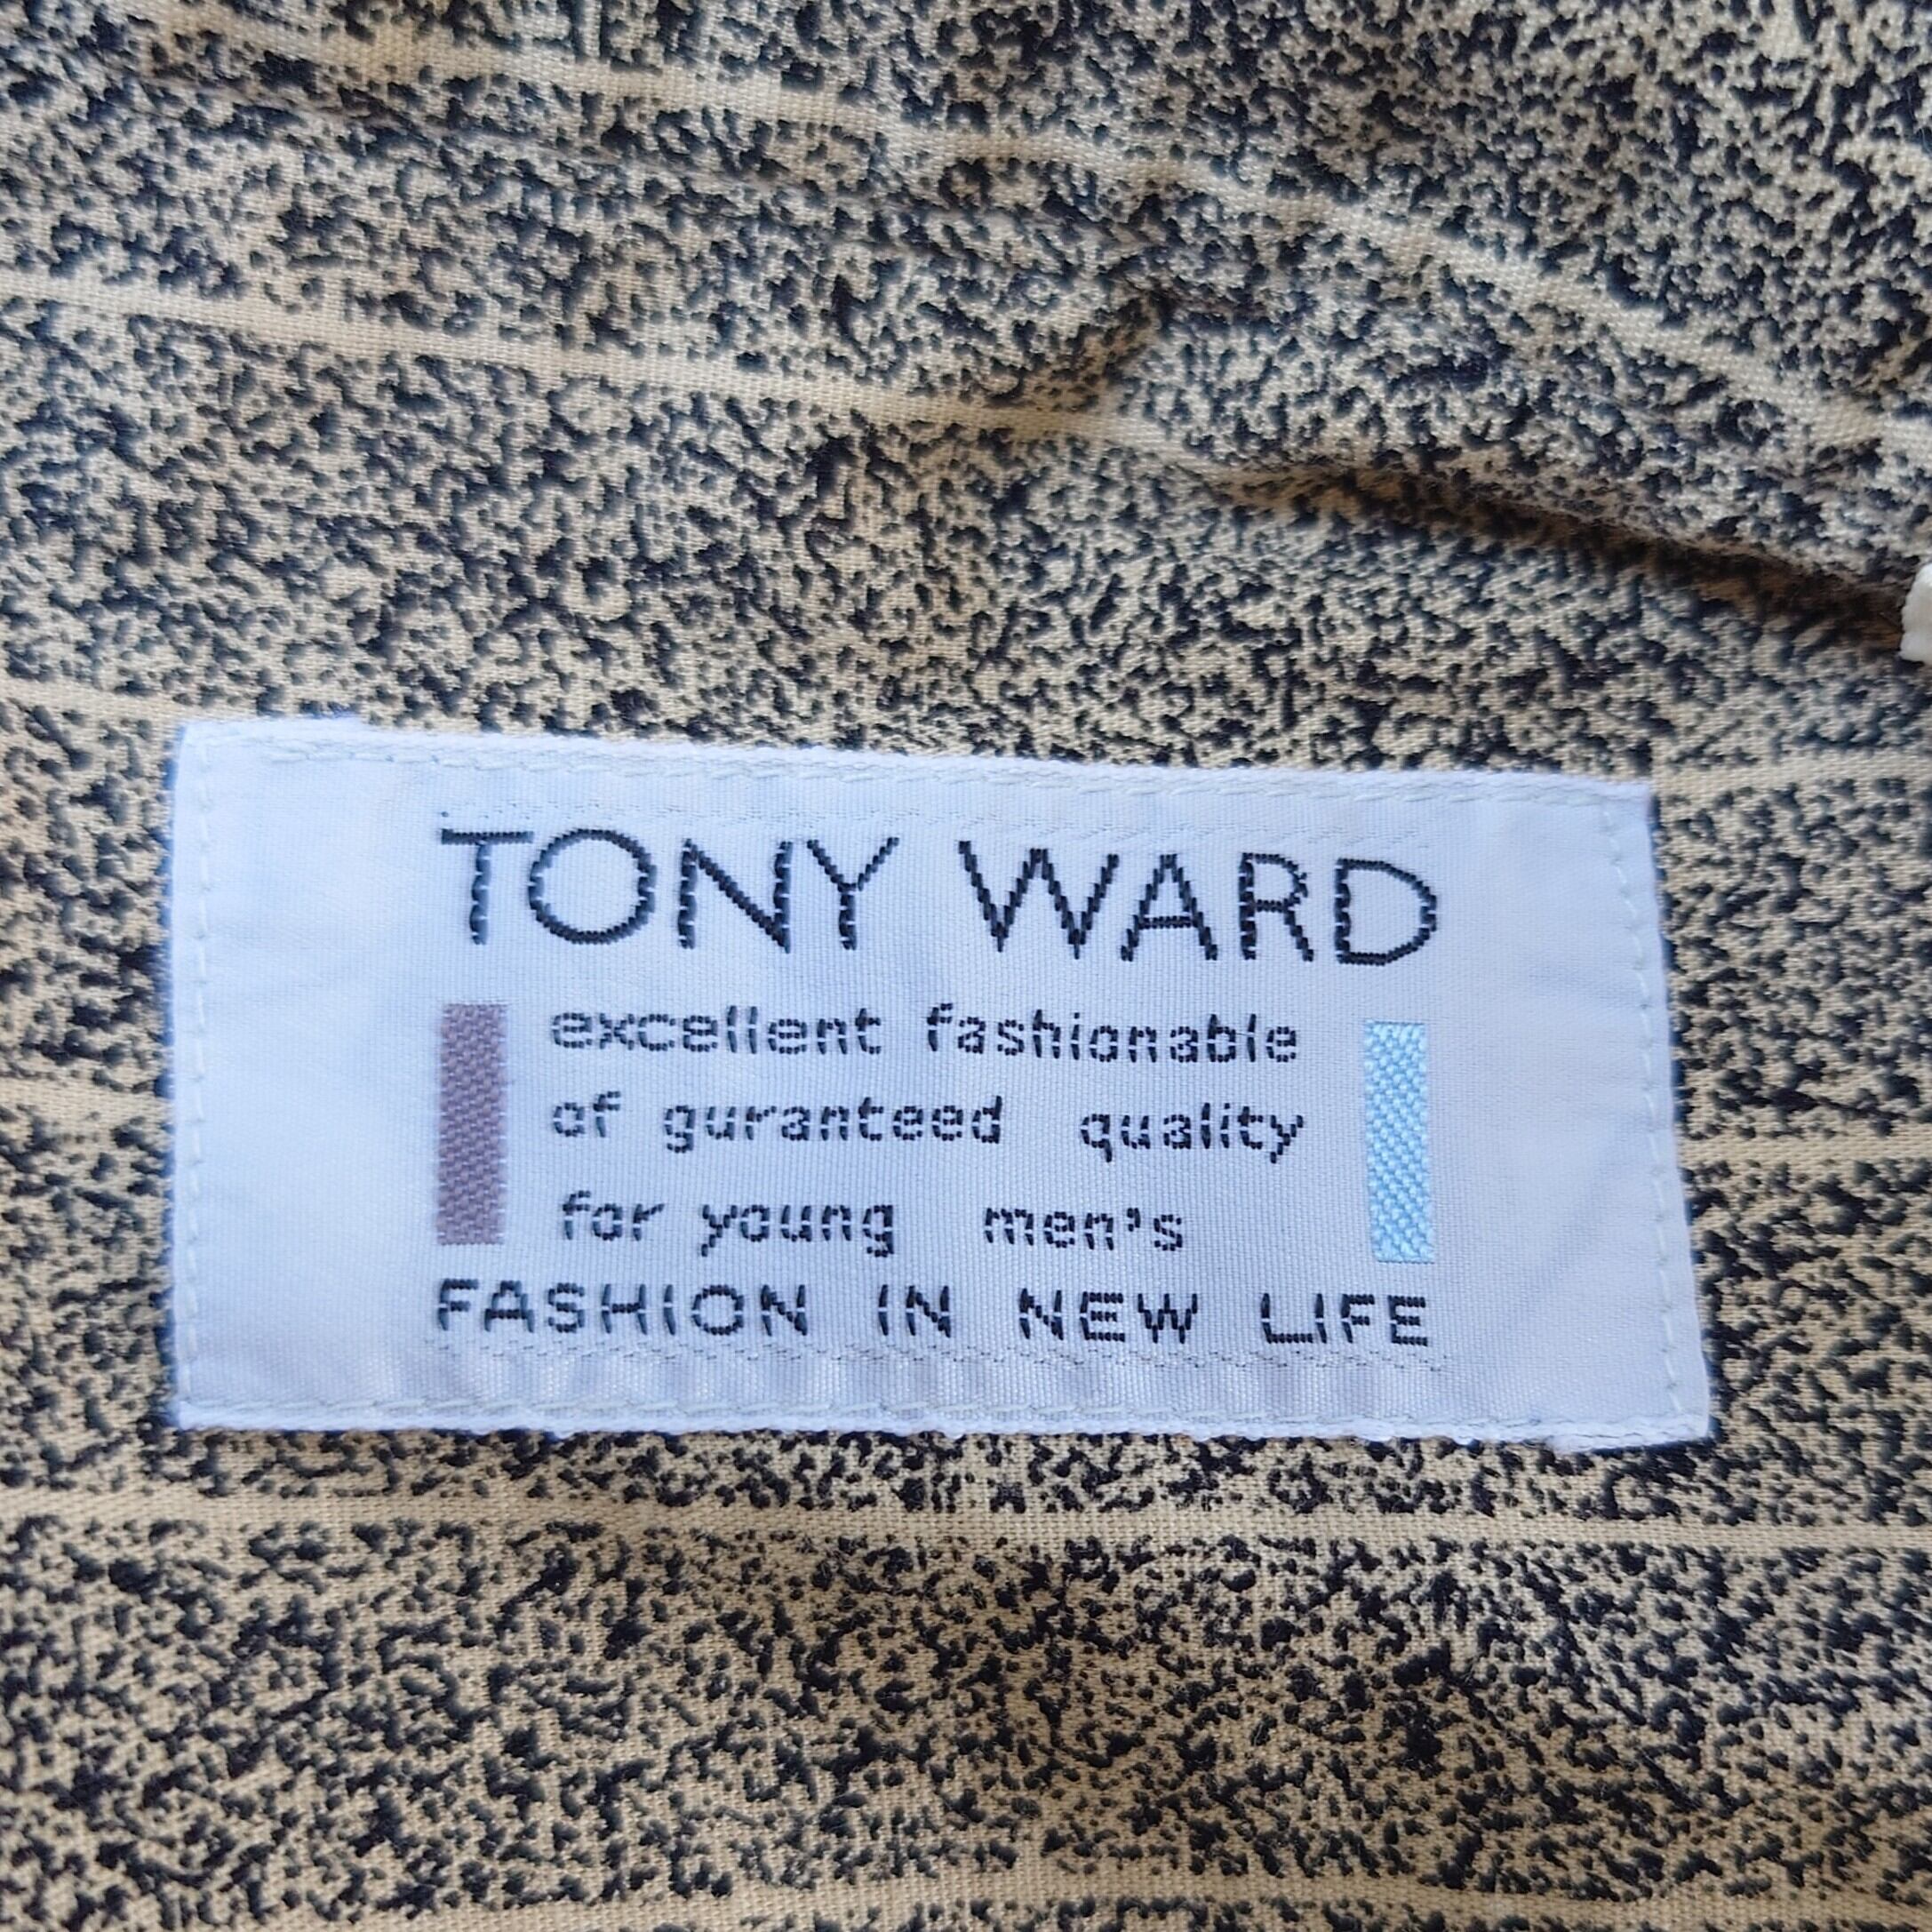 TONY WARD
excellent fashionable
of guranteed quality
for young men's
FASHION IN NEW LIFE